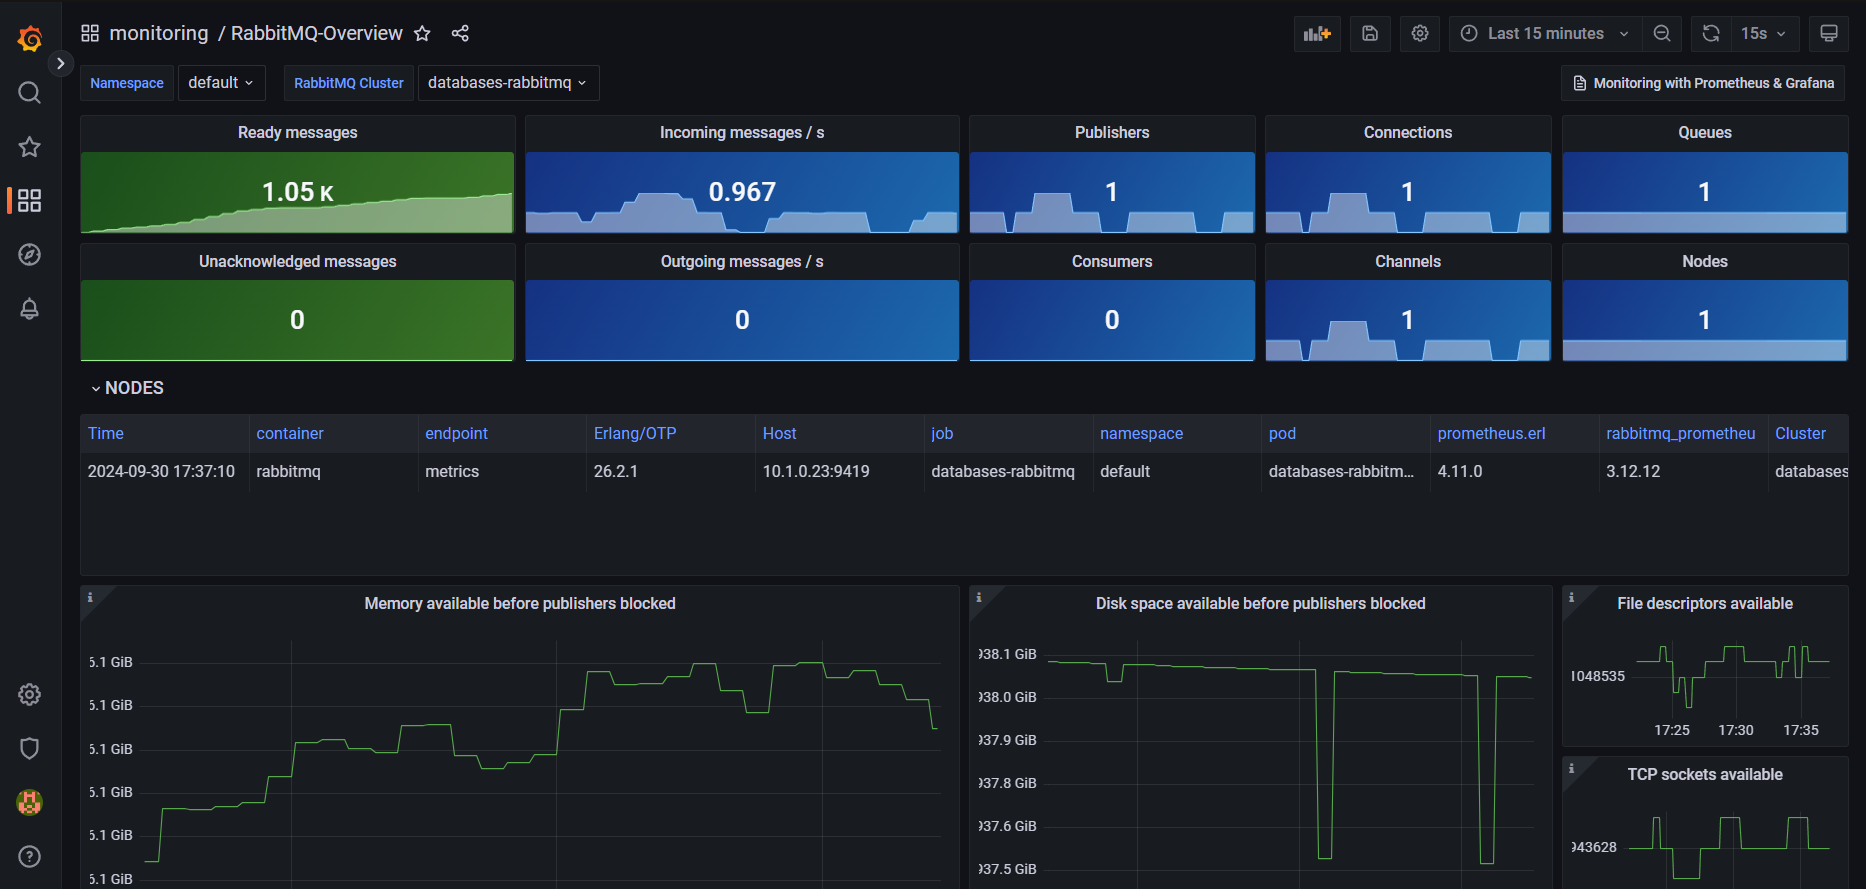 monitoring / RabbitMQ-Overview
Last 15 minutes
15s
Namespace default RabbitMQ Cluster databases-rabbitmq
Monitoring with Prometheus & Grafana
Ready messages
1.05 K
Incoming messages / s
0.967
Publishers
1
Connections
1
Queues
1
Unacknowledged messages
0
Outgoing messages / s
0
Consumers
0
Channels
1
Nodes
1
NODES
Time container endpoint Erlang/OTP Host job namespace pod prometheus.erl rabbitmq_prometheu Cluster
2024-09-30 17:37:10 rabbitmq metrics 26.2.1 10.1.0.23:9419 databases-rabbitmq default databases-rabbitm... 4.11.0 3.12.12 databases
Memory available before publishers blocked
6.1 GiB
6.1 GiB
6.1 GiB
6.1 GiB
6.1 GiB
6.1 GiB
Disk space available before publishers blocked
938.1 GiB
938.0 GiB
937.9 GiB
937.8 GiB
937.6 GiB
937.5 GiB
File descriptors available
1048535
17:25 17:30 17:35
TCP sockets available
943628